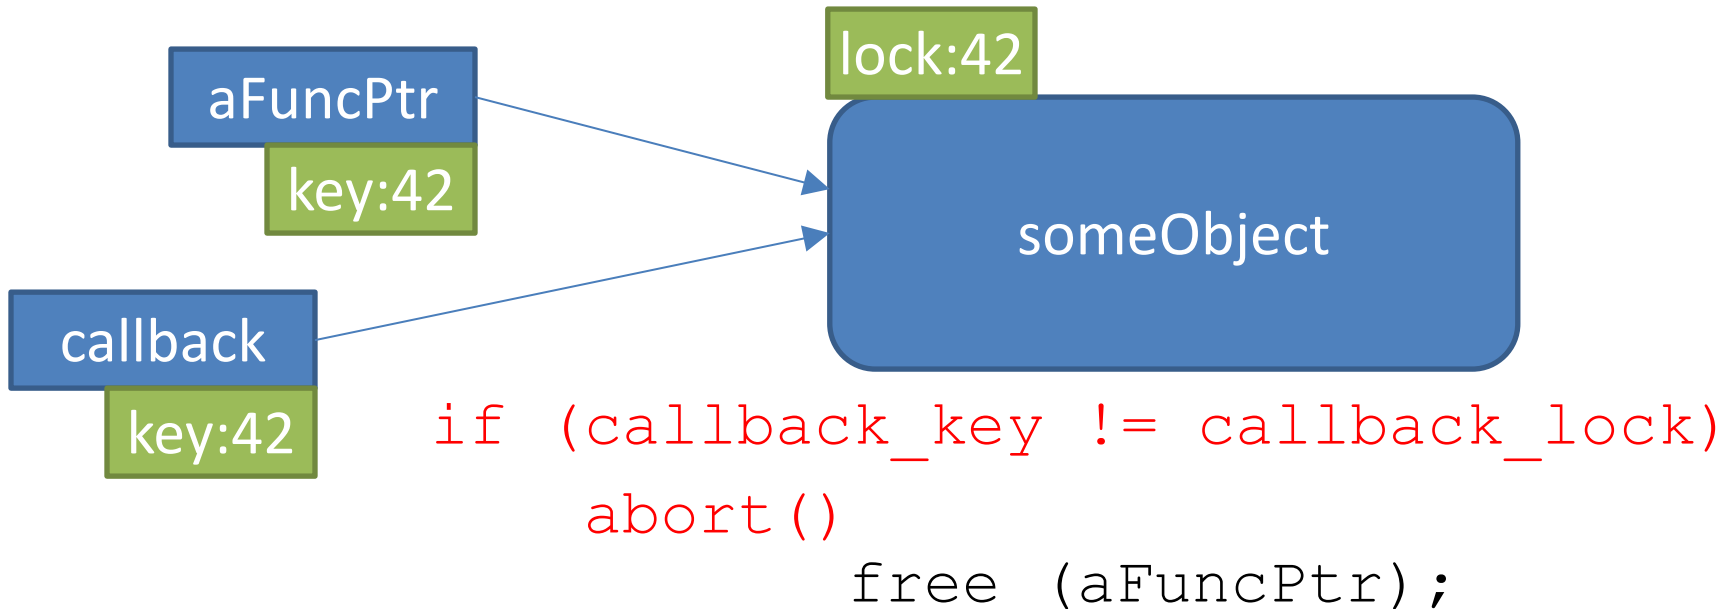 lock:42
aFuncPtr
key:42
someObject
callback
key:42
if (callback_key != callback_lock)
abort()
free (aFuncPtr);